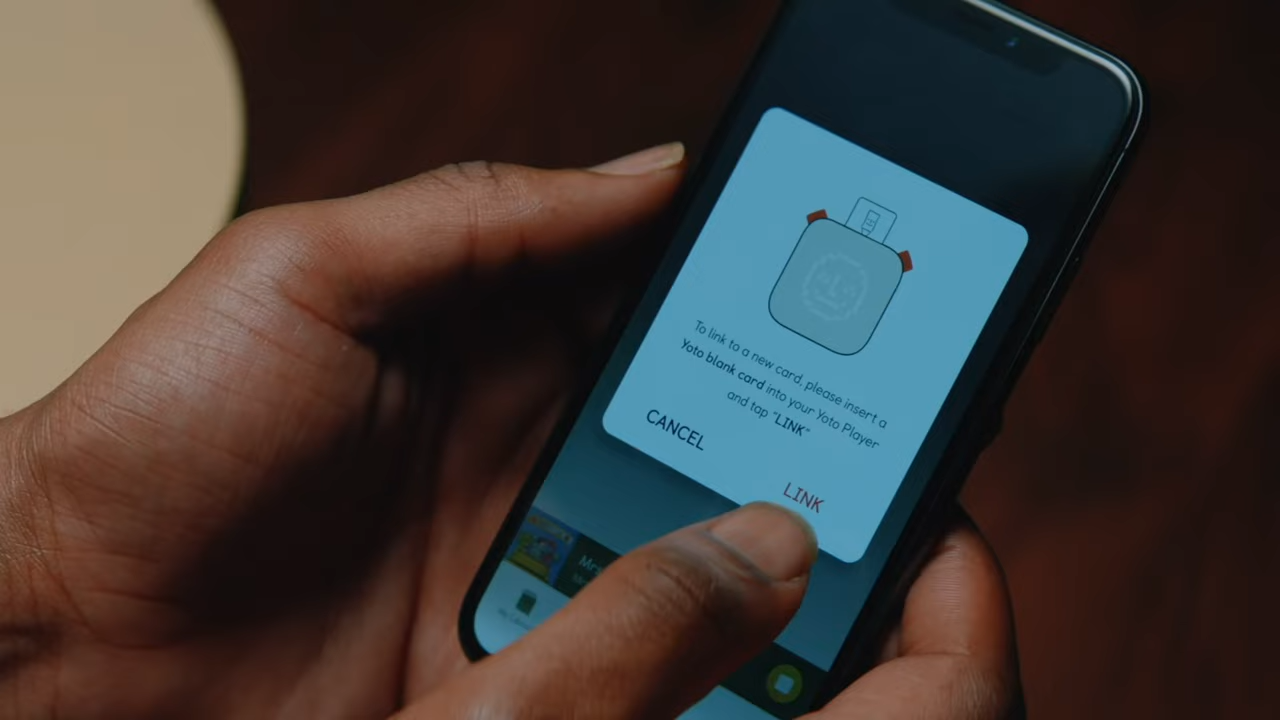 To link to a new card, please insert a
Yoto blank card into your Yoto Player
and tap "LINK"
CANCEL
LINK